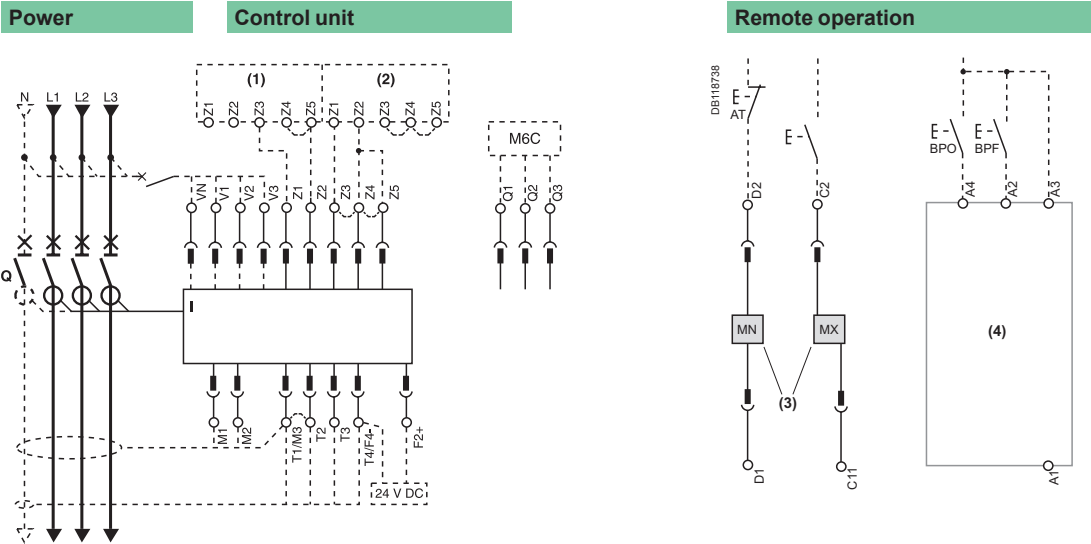 Power
Control unit
Remote operation
(1) (2)
DB118738
N L1 L2 L3
Z1 Z2 Z3 Z4 Z5 Z1 Z2 Z3 Z4 Z5
AT
M6C
BPO BPF
VN V1 V2 V3 Z1 Z2 Z3 Z4 Z5
Q1 Q2 Q3
D2 C2
A4 A2 A3
Q
I
MN MX
(4)
(3)
M1 M2 T1/M3 T2 T3 T4/F4- F2+
24 V DC
D1 C11
A1